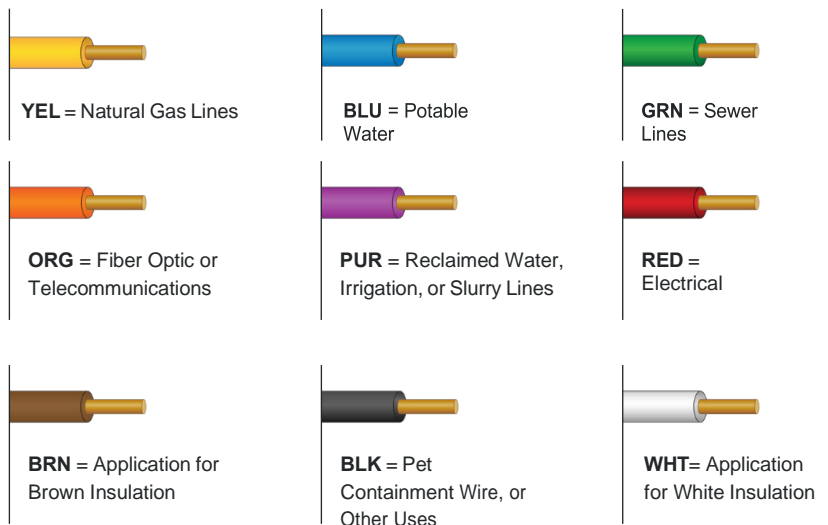 YEL = Natural Gas Lines
BLU = Potable
Water
GRN = Sewer
Lines
ORG = Fiber Optic or
Telecommunications
PUR = Reclaimed Water,
Irrigation, or Slurry Lines
RED =
Electrical
BRN = Application for
Brown Insulation
BLK = Pet
Containment Wire, or
Other Uses
WHT= Application
for White Insulation